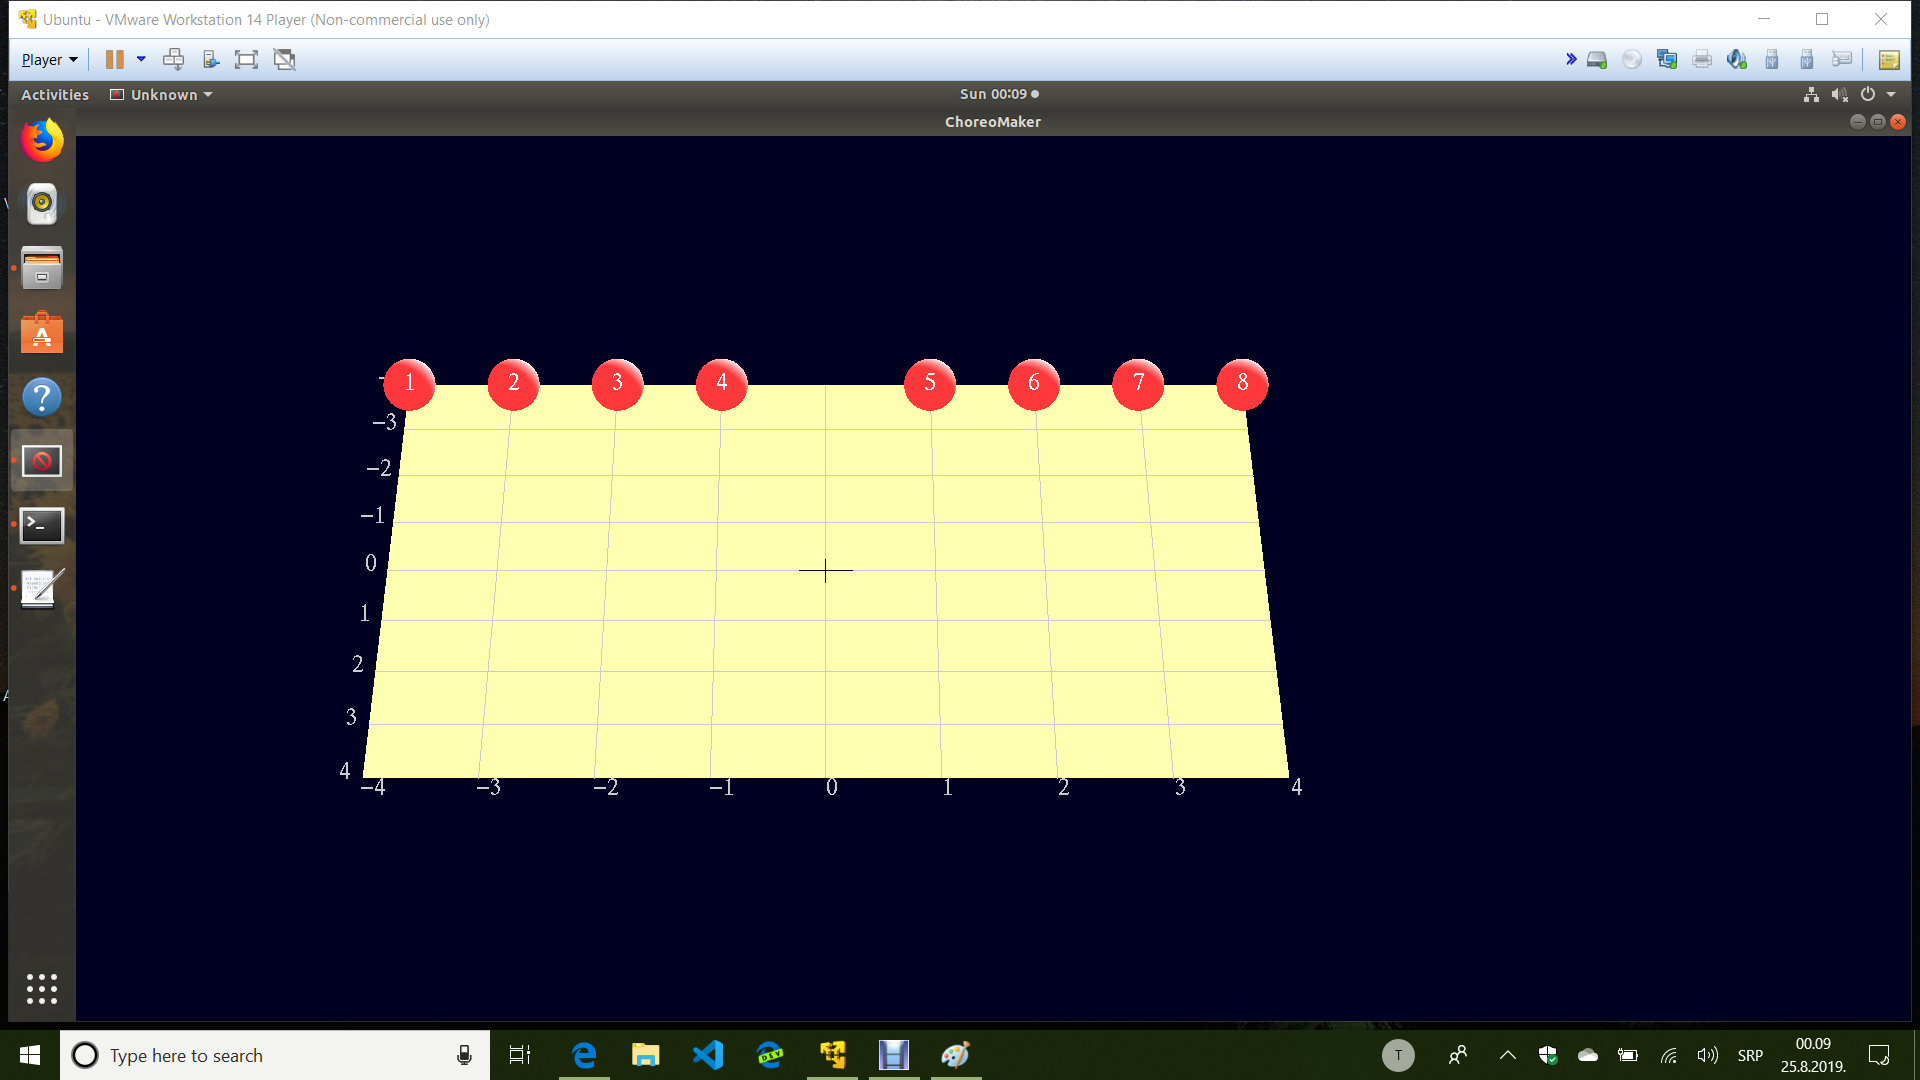 Ubuntu - VMware Workstation 14 Player (Non-commercial use only)
Player
Activities
Unknown
Sun 00:09
ChoreoMaker
1 2 3 4 5 6 7 8
−3
−2
−1
0
1
2
3
4
−4 −3 −2 −1 0 1 2 3 4
Type here to search
DEV
T
SRP
00.09
25.8.2019.